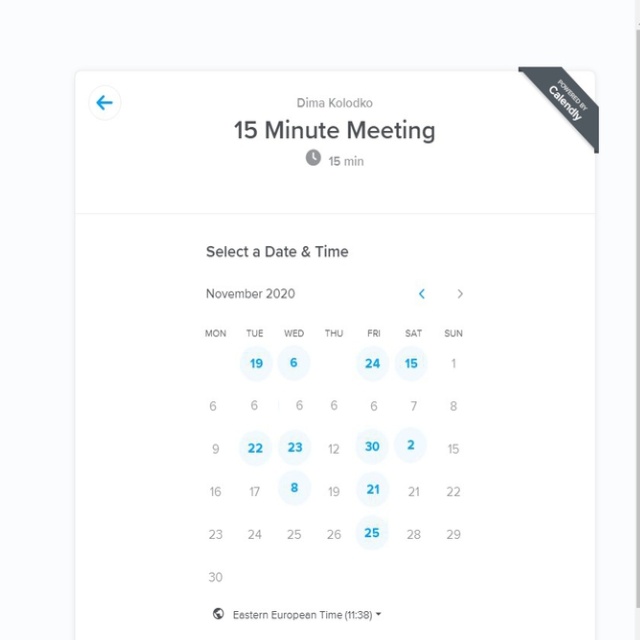 POWERED BY
Calendly
Dima Kolodko
15 Minute Meeting
15 min
Select a Date & Time
November 2020
MON TUE WED THU FRI SAT SUN
19 6 24 15 1
6 6 6 6 6 7 8
9 22 23 12 30 2 15
16 17 8 19 21 21 22
23 24 25 26 25 28 29
30
Eastern European Time (11:38)